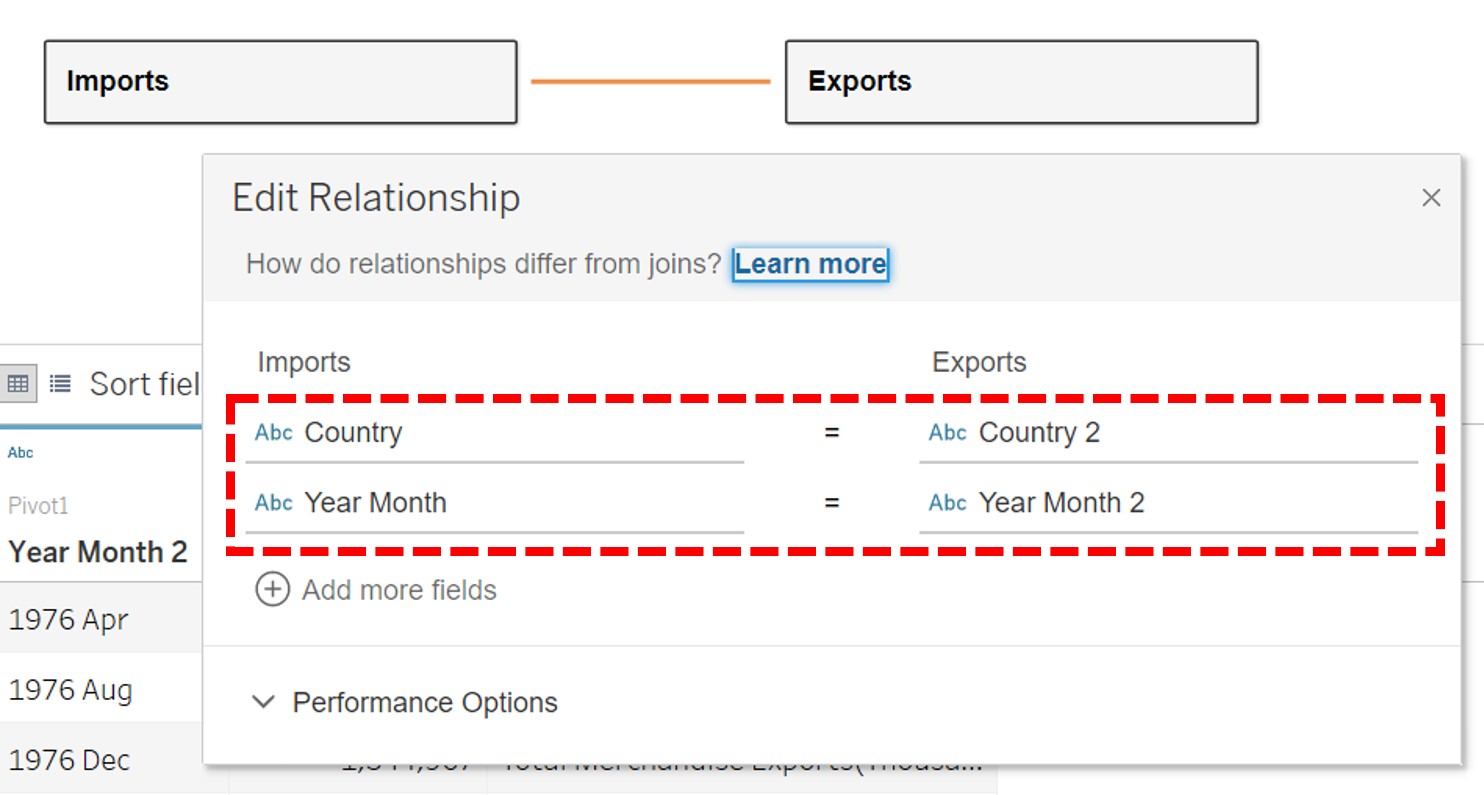 Imports Exports
Edit Relationship
How do relationships differ from joins? Learn more
Imports Exports
Sort fiel
Abc Country = Abc Country 2
Abc
Abc Year Month = Abc Year Month 2
Pivot1
Year Month 2
Add more fields
1976 Apr
1976 Aug
Performance Options
1976 Dec
Total Merchandise Exports(Thousa...